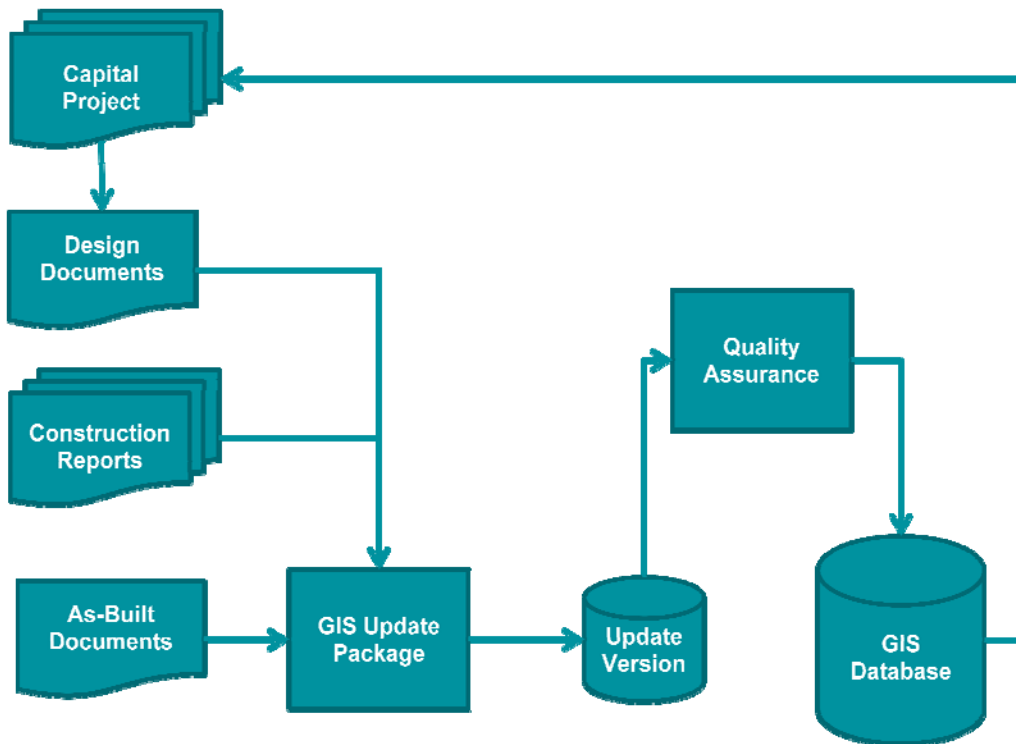 Capital
Project
Design
Documents
Construction
Reports
As-Built
Documents
GIS Update
Package
Update
Version
Quality
Assurance
GIS
Database